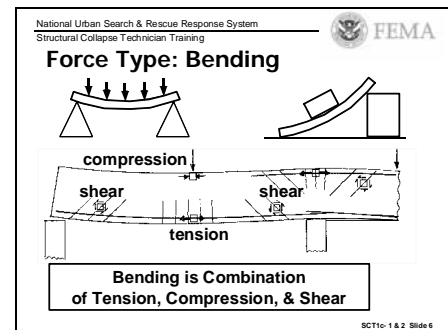 National Urban Search & Rescue Response System
Structural Collapse Technician Training
FEMA
Force Type: Bending
compression
shear
shear
tension
Bending is Combination
of Tension, Compression, & Shear
SCT1c- 1 & 2 Slide 6